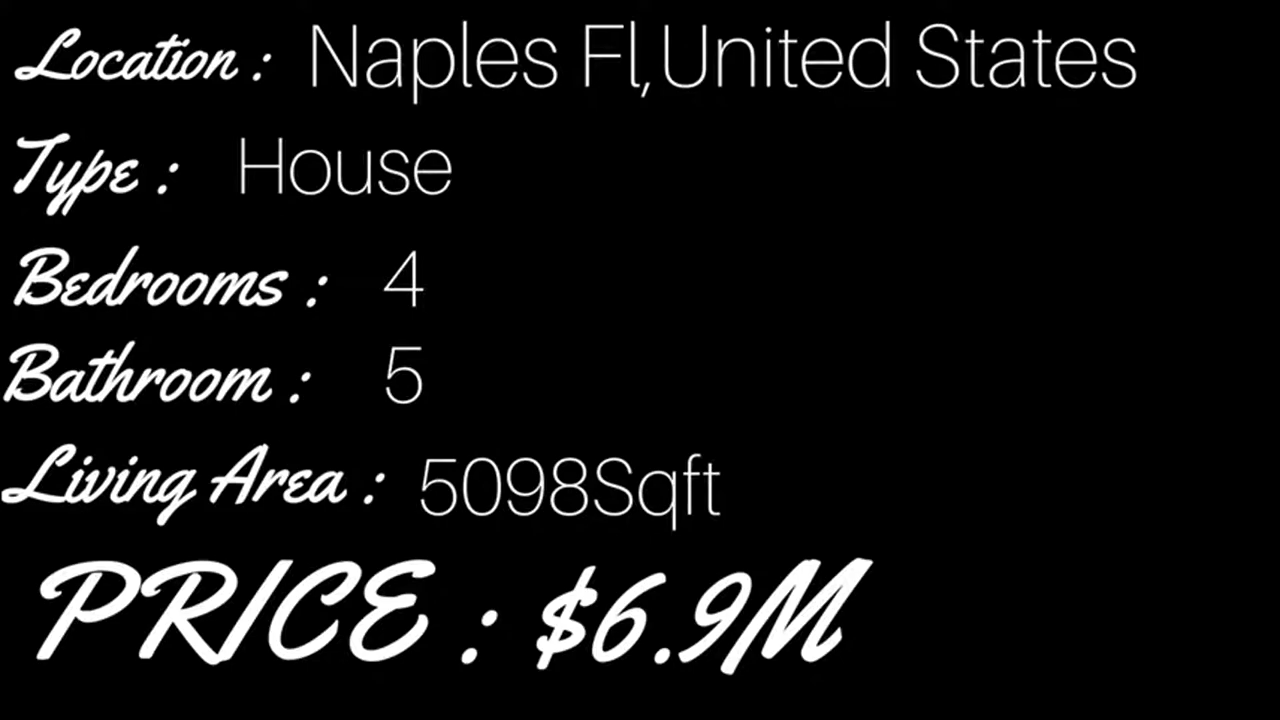 Location : Naples Fl,United States
Type : House
Bedrooms : 4
Bathroom : 5
Living Area : 5098Sqft
PRICE : $6.9M